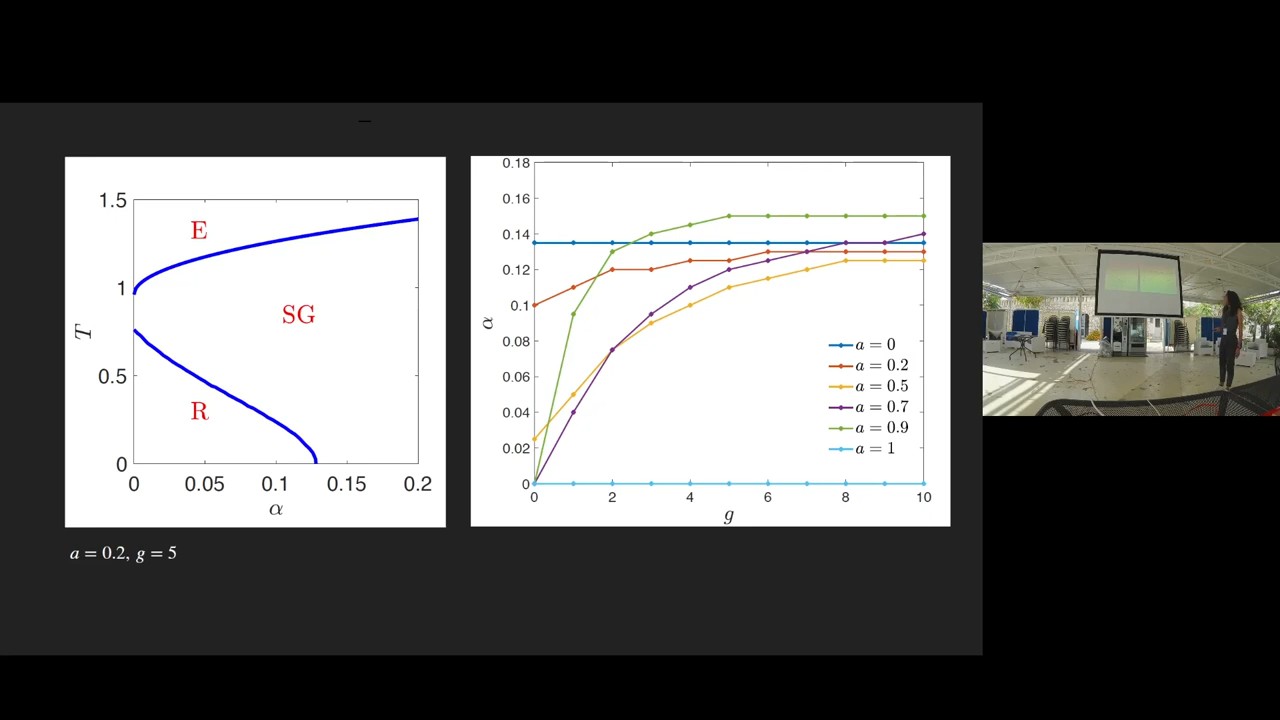 1.5
1
0.5
0
T
E
SG
R
0 0.05 0.1 0.15 0.2
α
a = 0.2, g = 5
0.18
0.16
0.14
0.12
0.1
0.08
0.06
0.04
0.02
0
α
a = 0
a = 0.2
a = 0.5
a = 0.7
a = 0.9
a = 1
0 2 4 6 8 10
g